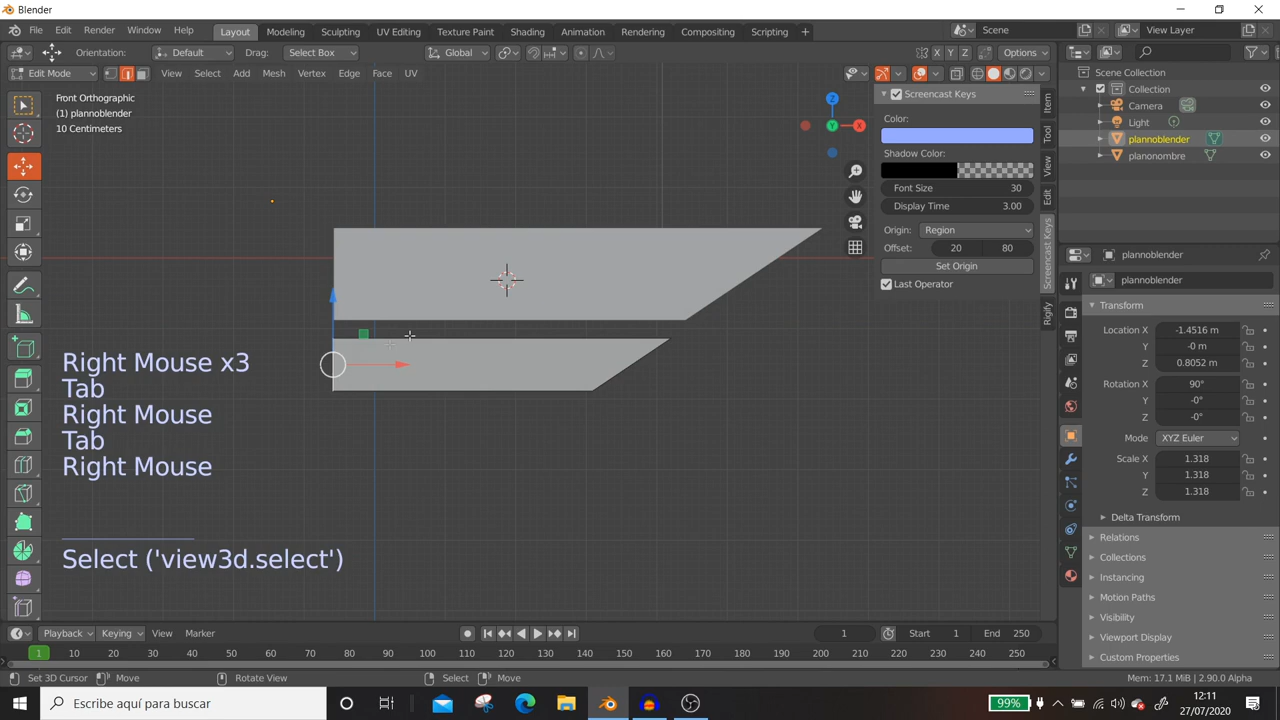 Blender
File Edit Render Window Help Layout Modeling Sculpting UV Editing Texture Paint Shading Animation Rendering Compositing Scripting + Scene View Layer
Orientation: Default Drag: Select Box Global X Y Z Options
Edit Mode View Select Add Mesh Vertex Edge Face UV
Front Orthographic
(1) plannoblender
10 Centimeters
Z
Y
X
Right Mouse x3
Tab
Right Mouse
Tab
Right Mouse
Select ('view3d.select')
Screencast Keys
Color:
Shadow Color:
Font Size 30
Display Time 3.00
Origin: Region
Offset: 20 80
Set Origin
Last Operator
Item
Tool
View
Edit
Screencast Keys
Rigify
Scene Collection
Collection
Camera
Light
plannoblender
planonombre
plannoblender
plannoblender
Transform
Location X -1.4516 m
Y -0 m
Z 0.8052 m
Rotation X 90°
Y -0°
Z -0°
Mode XYZ Euler
Scale X 1.318
Y 1.318
Z 1.318
Delta Transform
Relations
Collections
Instancing
Motion Paths
Visibility
Viewport Display
Custom Properties
Playback Keying View Marker 1 Start 1 End 250
1 10 20 30 40 50 60 70 80 90 100 110 120 130 140 150 160 170 180 190 200 210 220 230 240 250
Set 3D Cursor Move Rotate View Select Move Mem: 17.1 MiB | 2.90.0 Alpha
Escribe aquí para buscar 99% 12:11
27/07/2020